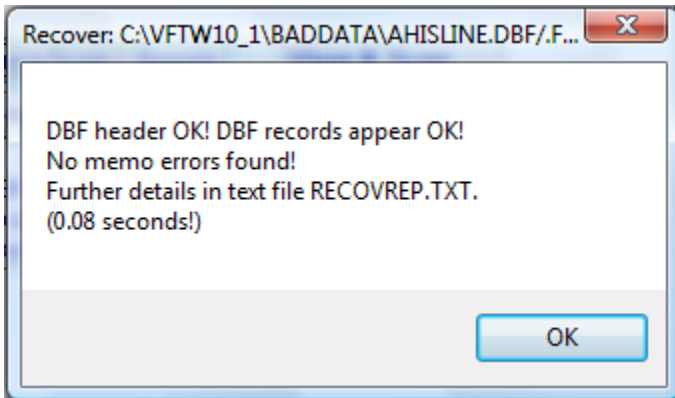 Recover: C:\VFTW10_1\BADDATA\AHISLINE.DBF/.F...
DBF header OK! DBF records appear OK!
No memo errors found!
Further details in text file RECOVREP.TXT.
(0.08 seconds!)
OK